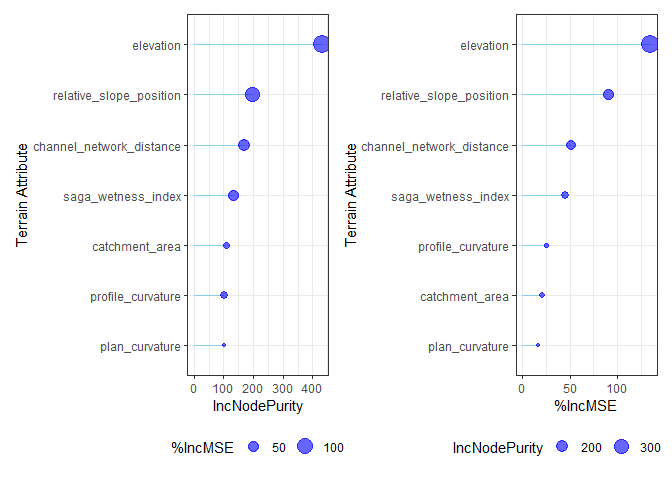 Terrain Attribute
elevation
relative_slope_position
channel_network_distance
saga_wetness_index
catchment_area
profile_curvature
plan_curvature
0 100 200 300 400
IncNodePurity
%IncMSE 50 100
Terrain Attribute
elevation
relative_slope_position
channel_network_distance
saga_wetness_index
profile_curvature
catchment_area
plan_curvature
0 50 100
%IncMSE
IncNodePurity 200 300